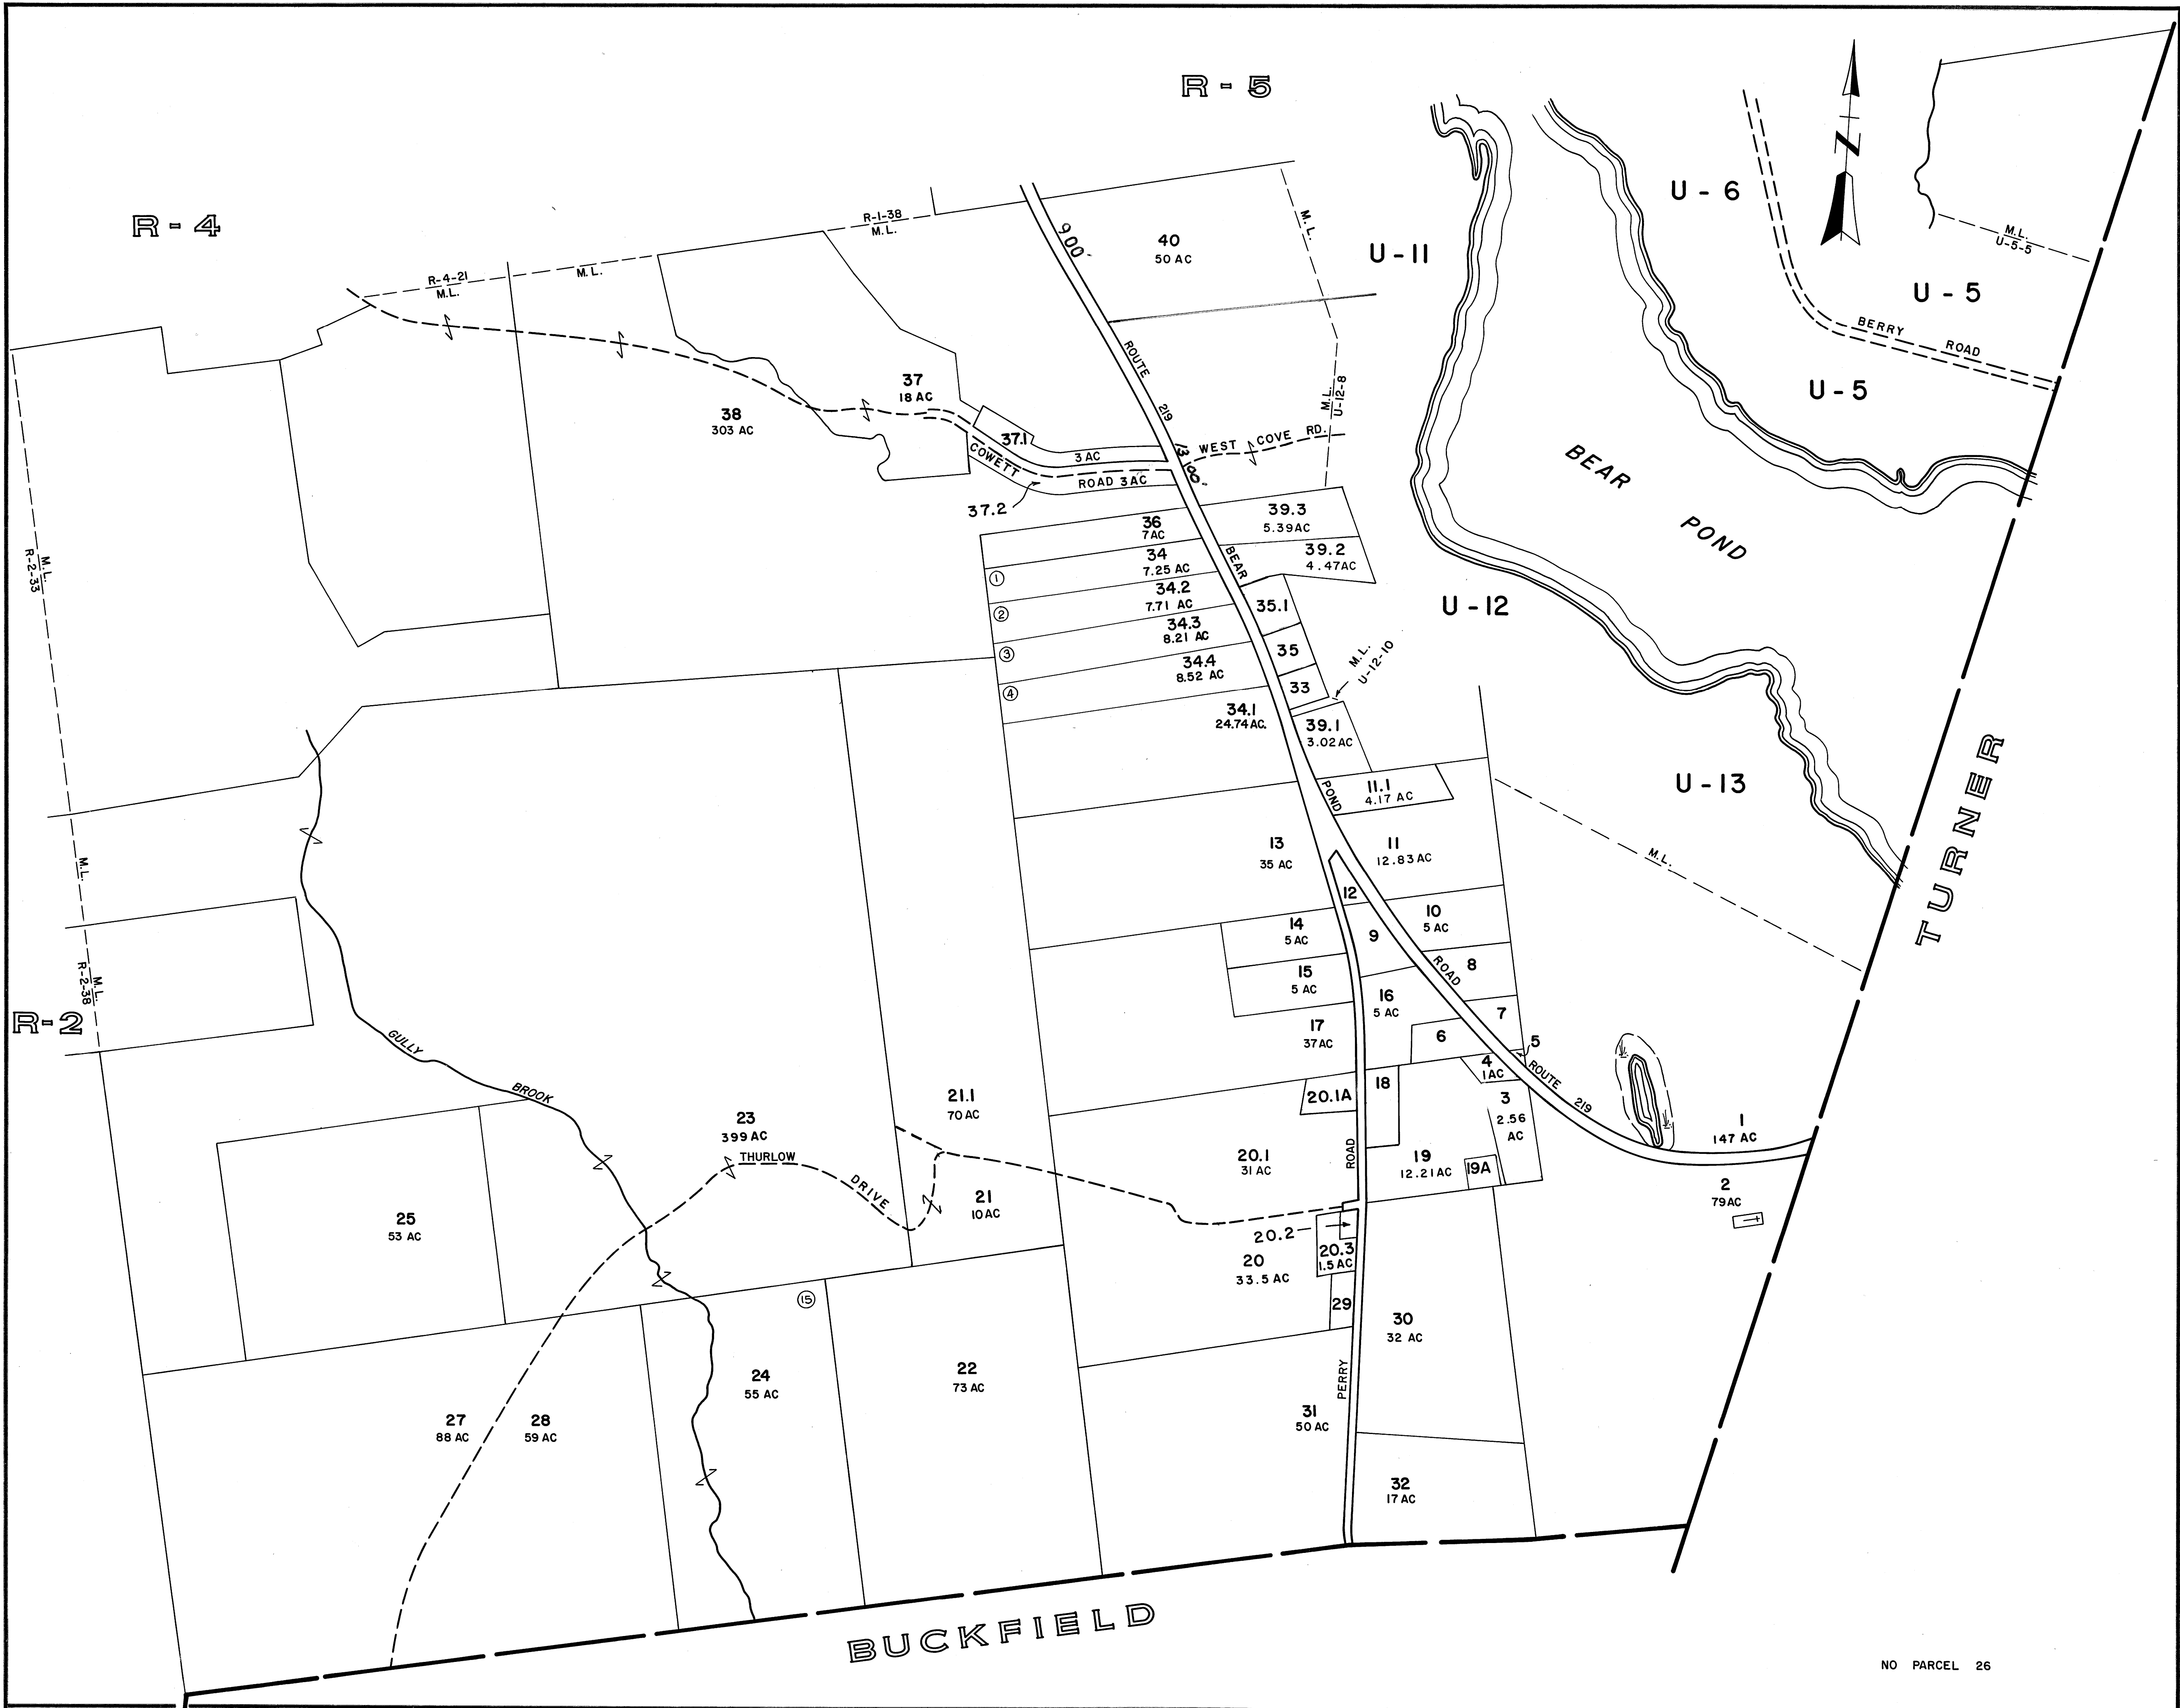 R - 5
U - 6
R - 4
R-1-38
M.L.
M.L.
900'
40
50 AC
U - 11
M.L.
U-5-5
R-4-21
M.L.
M.L.
U - 5
BERRY ROAD
ROUTE
219
37
18 AC
M.L.
U-12-8
U - 5
38
303 AC
37.1
3 AC
WEST COVE RD.
COWETT
ROAD 3 AC
37.2
BEAR
POND
39.3
5.39 AC
36
7 AC
M.L.
R-2-33
BEAR
39.2
4.47 AC
34
7.25 AC
1
34.2
7.71 AC
2
35.1
U - 12
34.3
8.21 AC
3
35
M.L.
U-12-10
34.4
8.52 AC
4
33
34.1
24.74 AC.
39.1
3.02 AC
TURNER
U - 13
POND
11.1
4.17 AC
13
35 AC
11
12.83 AC
M.L.
M.L.
12
10
5 AC
14
5 AC
9
ROAD
8
15
5 AC
M.L.
R-2-38
16
5 AC
7
R-2
17
37 AC
6
5
GULLY
BROOK
4
1 AC
ROUTE
219
18
20.1A
3
2.56
AC
21.1
70 AC
23
399 AC
1
147 AC
THURLOW
DRIVE
20.1
31 AC
ROAD
19
12.21 AC
19A
21
10 AC
2
79 AC
25
53 AC
20.2
20.3
1.5 AC
20
33.5 AC
15
29
30
32 AC
24
55 AC
22
73 AC
PERRY
27
88 AC
28
59 AC
31
50 AC
32
17 AC
BUCKFIELD
NO PARCEL 26